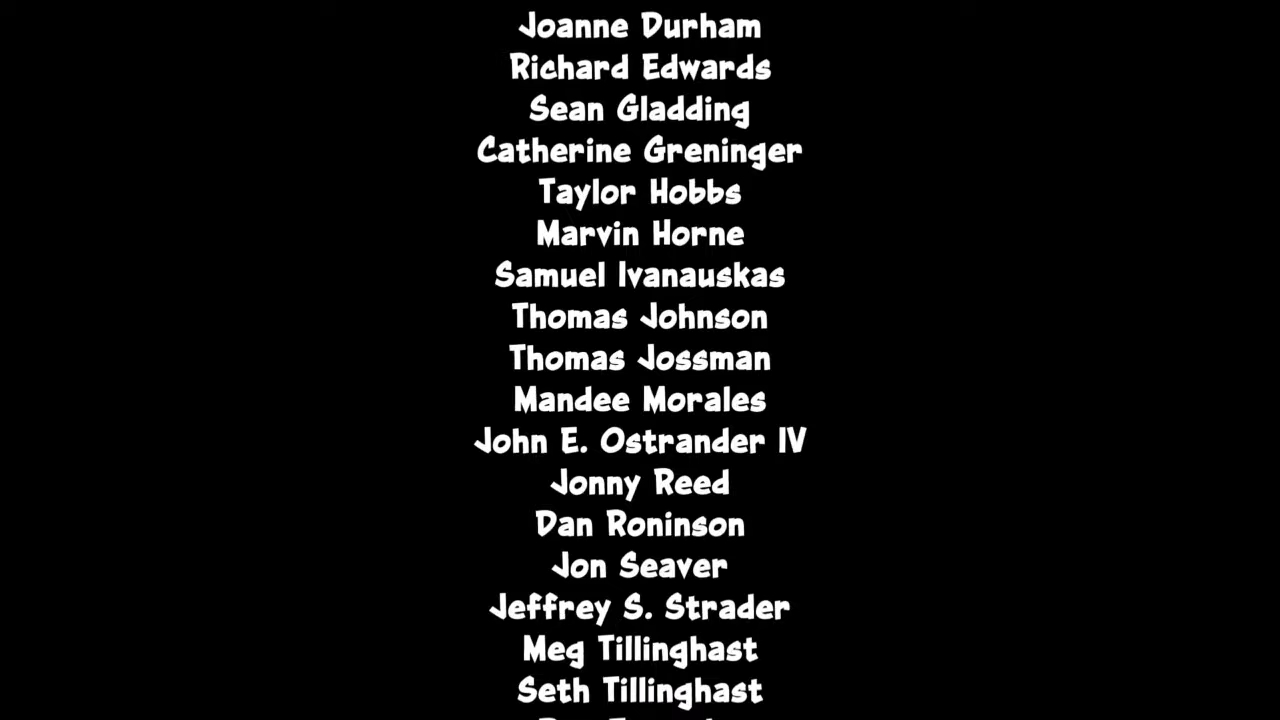 Joanne Durham
Richard Edwards
Sean Gladding
Catherine Greninger
Taylor Hobbs
Marvin Horne
Samuel Ivanauskas
Thomas Johnson
Thomas Jossman
Mandee Morales
John E. Ostrander IV
Jonny Reed
Dan Roninson
Jon Seaver
Jeffrey S. Strader
Meg Tillinghast
Seth Tillinghast